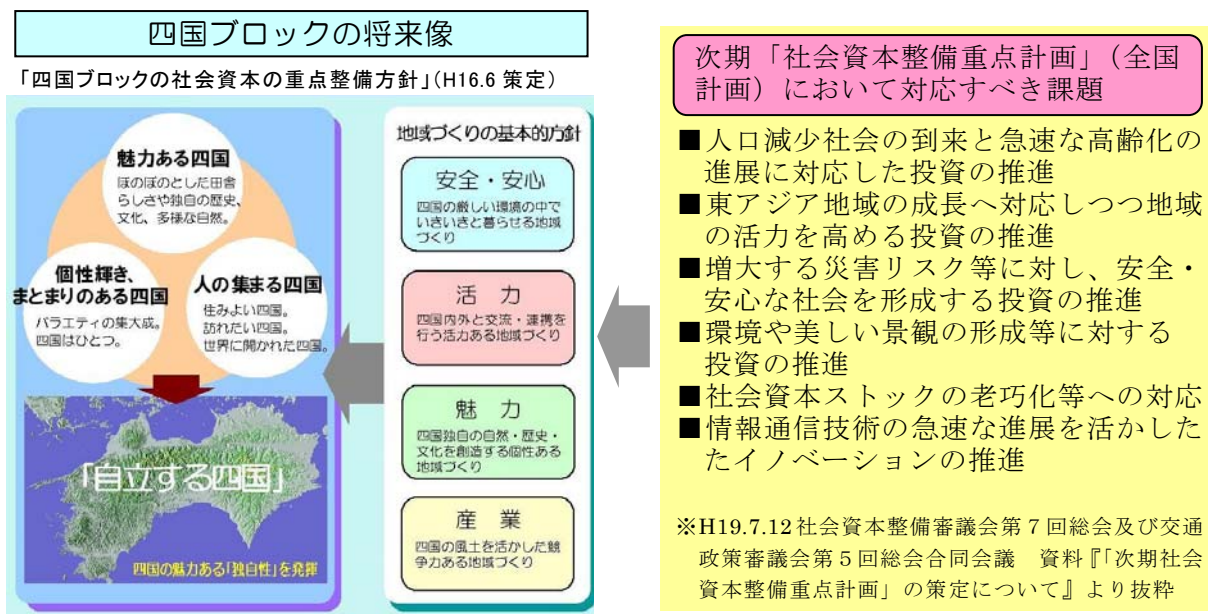 四国ブロックの将来像
「四国ブロックの社会資本の重点整備方針」(H16.6 策定)
魅力ある四国
ほのぼのとした田舎
らしさや独自の歴史、
文化、多様な自然。
個性輝き、
まとまりのある四国
バラエティの集大成。
四国はひとつ。
人の集まる四国
住みよい四国。
訪れたい四国。
世界に開かれた四国。
「自立する四国」
四国の魅力ある「独自性」を発揮
地域づくりの基本的方針
安全・安心
四国の厳しい環境の中で
いきいきと暮らせる地域
づくり
活 力
四国内外と交流・連携を
行う活力ある地域づくり
魅 力
四国独自の自然・歴史・
文化を創造する個性ある
地域づくり
産 業
四国の風土を活かした競
争力ある地域づくり
次期「社会資本整備重点計画」(全国
計画)において対応すべき課題
■人口減少社会の到来と急速な高齢化の
進展に対応した投資の推進
■東アジア地域の成長へ対応しつつ地域
の活力を高める投資の推進
■増大する災害リスク等に対し、安全・
安心な社会を形成する投資の推進
■環境や美しい景観の形成等に対する
投資の推進
■社会資本ストックの老巧化等への対応
■情報通信技術の急速な進展を活かした
たイノベーションの推進
※H19.7.12社会資本整備審議会第7回総会及び交通
政策審議会第5回総会合同会議 資料『「次期社会
資本整備重点計画」の策定について』より抜粋